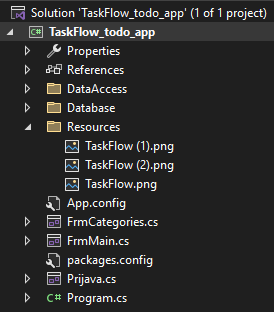 Solution 'TaskFlow_todo_app' (1 of 1 project)
C# TaskFlow_todo_app
Properties
References
DataAccess
Database
Resources
TaskFlow (1).png
TaskFlow (2).png
TaskFlow.png
App.config
FrmCategories.cs
FrmMain.cs
packages.config
Prijava.cs
C# Program.cs